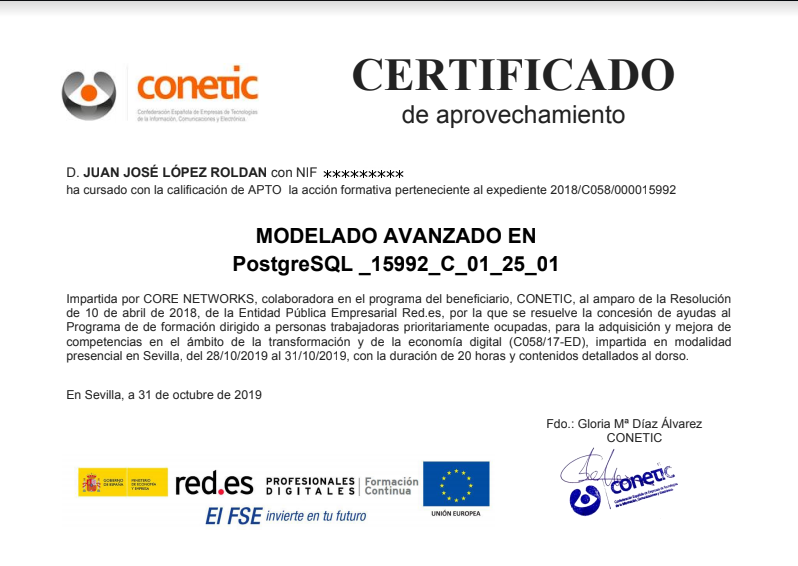 conetic
Confederación Española de Empresas de Tecnologías
de la Información, Comunicaciones y Electrónica.
CERTIFICADO
de aprovechamiento
D. JUAN JOSÉ LÓPEZ ROLDAN con NIF *********
ha cursado con la calificación de APTO la acción formativa perteneciente al expediente 2018/C058/000015992
MODELADO AVANZADO EN
PostgreSQL _15992_C_01_25_01
Impartida por CORE NETWORKS, colaboradora en el programa del beneficiario, CONETIC, al amparo de la Resolución
de 10 de abril de 2018, de la Entidad Pública Empresarial Red.es, por la que se resuelve la concesión de ayudas al
Programa de de formación dirigido a personas trabajadoras prioritariamente ocupadas, para la adquisición y mejora de
competencias en el ámbito de la transformación y de la economía digital (C058/17-ED), impartida en modalidad
presencial en Sevilla, del 28/10/2019 al 31/10/2019, con la duración de 20 horas y contenidos detallados al dorso.
En Sevilla, a 31 de octubre de 2019
Fdo.: Gloria Mª Díaz Álvarez
CONETIC
GOBIERNO
DE ESPAÑA
MINISTERIO
DE ECONOMÍA
Y EMPRESA
red.es
PROFESIONALES
DIGITALES
Formación
Continua
UNIÓN EUROPEA
El FSE invierte en tu futuro
conetic
Confederación Española de Empresas de Tecnologías
de la Información, Comunicaciones y Electrónica.